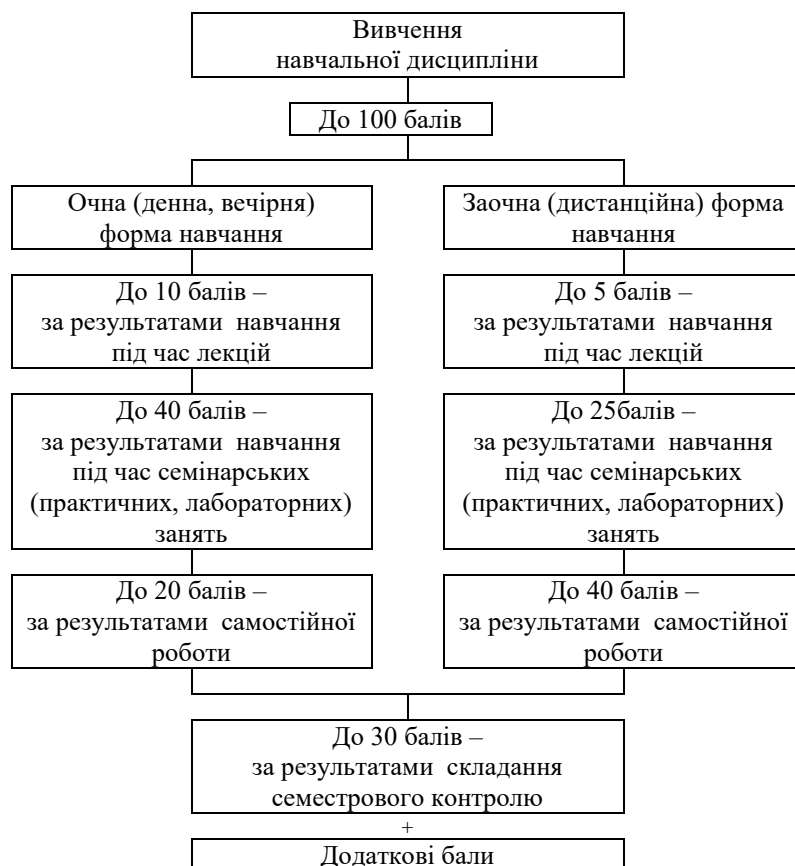 Вивчення
навчальної дисципліни
До 100 балів
Очна (денна, вечірня)
форма навчання
Заочна (дистанційна) форма
навчання
До 10 балів –
за результатами навчання
під час лекцій
До 5 балів –
за результатами навчання
під час лекцій
До 40 балів –
за результатами навчання
під час семінарських
(практичних, лабораторних)
занять
До 25балів –
за результатами навчання
під час семінарських
(практичних, лабораторних)
занять
До 20 балів –
за результатами самостійної
роботи
До 40 балів –
за результатами самостійної
роботи
До 30 балів –
за результатами складання
семестрового контролю
+
Додаткові бали